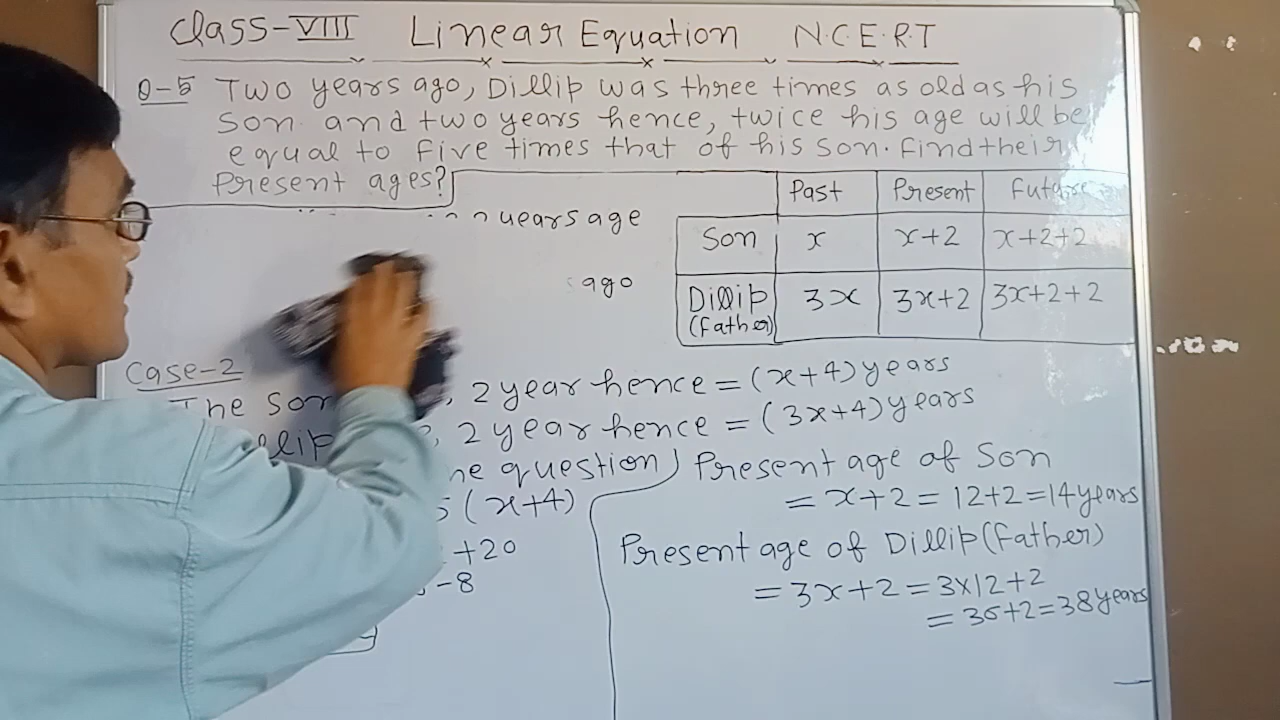 Class-VIII Linear Equation N.C.E.R.T
Q-5 Two years ago, Dillip was three times as old as his
Son and two years hence, twice his age will be
equal to five times that of his son. Find their
Present ages?
Past Present Future
years age
Son x x+2 x+2+2
ago
Dillip 3x 3x+2 3x+2+2
(Father)
Case-2
The Son , 2 year hence = (x+4) years
, 2 year hence = (3x+4) years
question
(x+4)
+20
-8
Present age of Son
= x+2 = 12+2 = 14 years
Present age of Dillip (Father)
= 3x+2 = 3x12+2
= 36+2 = 38 years